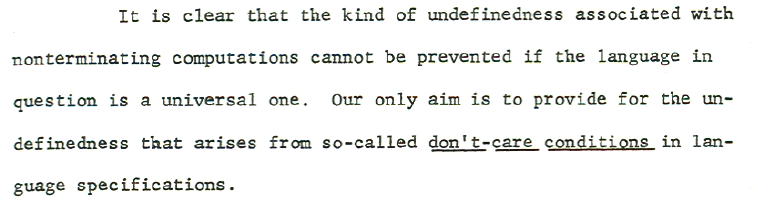 It is clear that the kind of undefinedness associated with
nonterminating computations cannot be prevented if the language in
question is a universal one.  Our only aim is to provide for the un-
definedness that arises from so-called don't-care conditions in lan-
guage specifications.